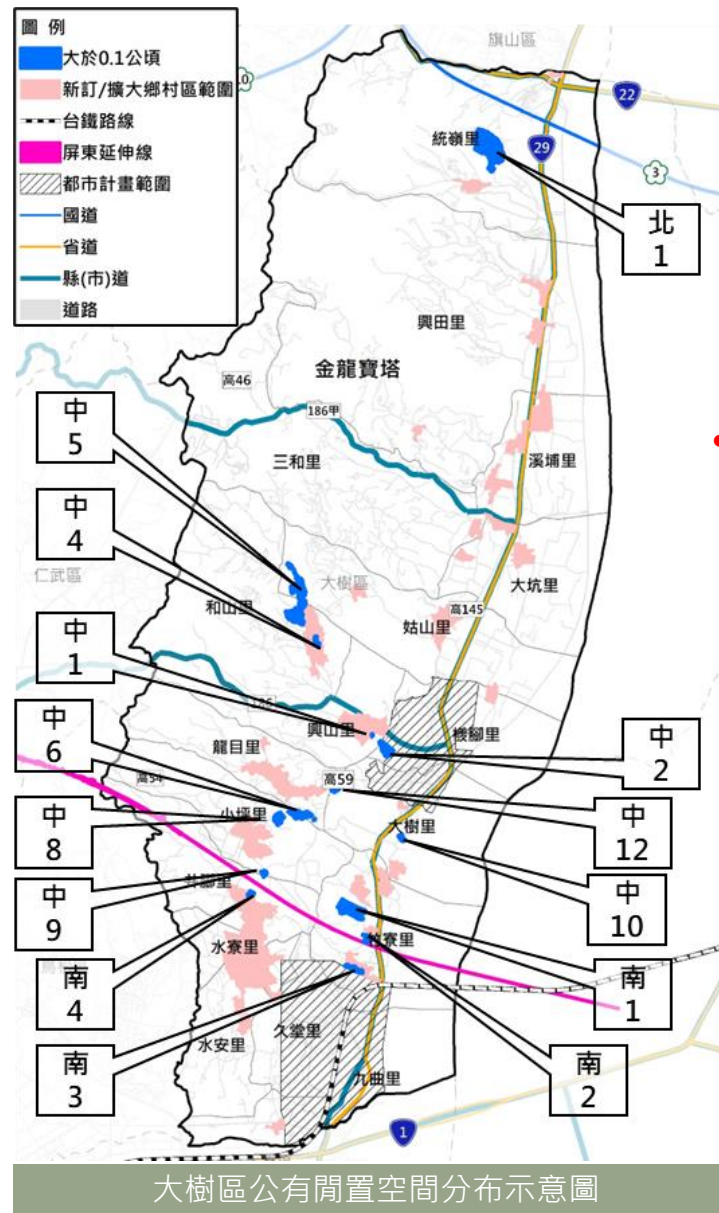 圖 例
大於0.1公頃
新訂/擴大鄉村區範圍
台鐵路線
屏東延伸線
都市計畫範圍
國道
省道
縣(市)道
道路
旗山區
10
22
統嶺里
29
3
北
1
興田里
金龍寶塔
高46
186甲
中
5
三和里
溪埔里
中
4
仁武區
大樹區
大坑里
和山里
姑山里
高145
中
1
186
興山里
檨腳里
中
6
龍目里
中
2
高54
高59
小坪里
大樹里
中
8
中
12
井腳里
中
9
中
10
水寮里
竹寮里
南
4
南
1
久堂里
水安里
南
3
九曲里
南
2
1
大樹區公有閒置空間分布示意圖